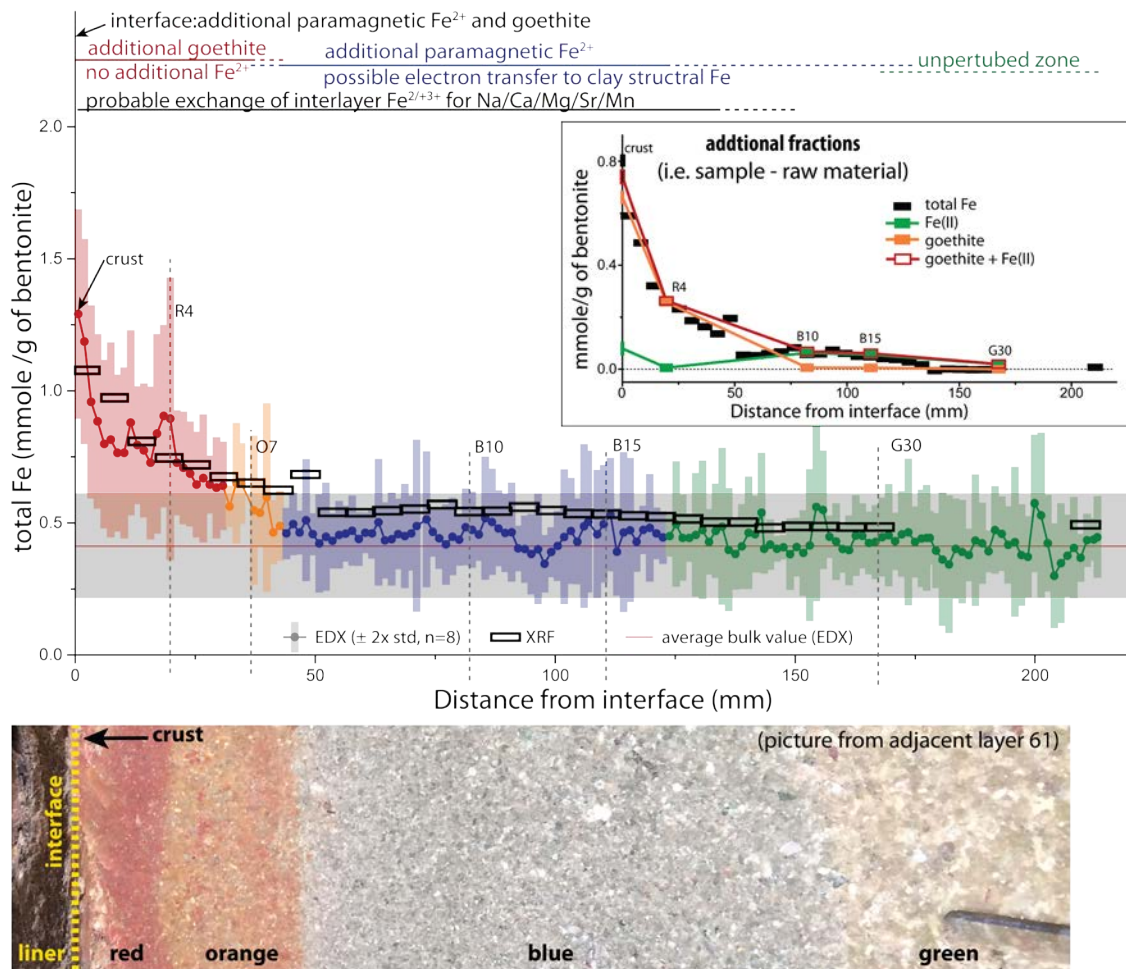 interface:additional paramagnetic Fe²⁺ and goethite
additional goethite
additional paramagnetic Fe²⁺
no additional Fe²⁺
possible electron transfer to clay structral Fe
unpertubed zone
probable exchange of interlayer Fe²ᐟ⁺³⁺ for Na/Ca/Mg/Sr/Mn
total Fe (mmole /g of bentonite)
2.0
1.5
1.0
0.5
0.0
crust
R4
O7
B10
B15
G30
EDX (± 2x std, n=8)
XRF
average bulk value (EDX)
0
50
100
150
200
Distance from interface (mm)
addtional fractions
(i.e. sample - raw material)
mmole/g of bentonite
0.8
0.4
0.0
crust
R4
B10
B15
G30
total Fe
Fe(II)
goethite
goethite + Fe(II)
0
50
100
150
200
Distance from interface (mm)
crust
(picture from adjacent layer 61)
interface
liner
red
orange
blue
green